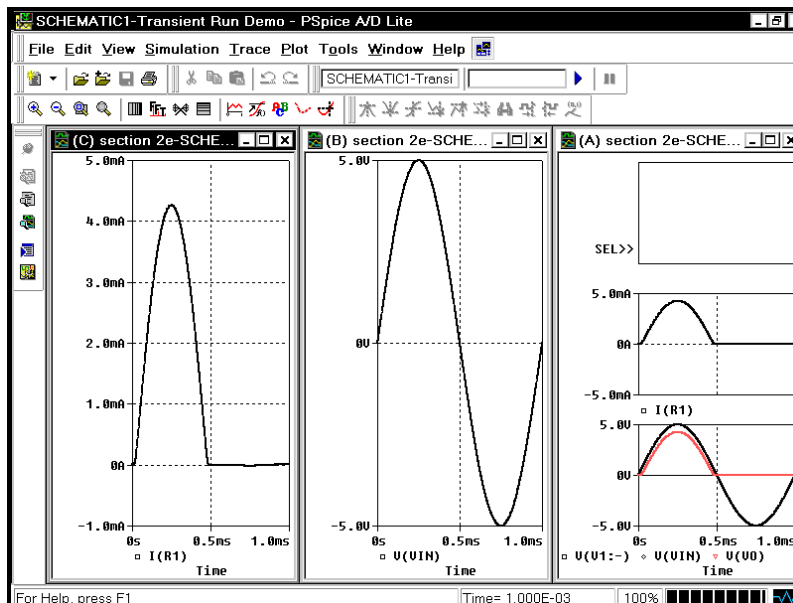 SCHEMATIC1-Transient Run Demo - PSpice A/D Lite
File Edit View Simulation Trace Plot Tools Window Help
SCHEMATIC1-Transi
FFT
(C) section 2e-SCHE...
5.0mA
4.0mA
3.0mA
2.0mA
1.0mA
0A
-1.0mA
0s 0.5ms 1.0ms
I(R1)
Time
(B) section 2e-SCHE...
5.0V
0V
-5.0V
0s 0.5ms 1.0ms
V(VIN)
Time
(A) section 2e-SCHE...
SEL>>
5.0mA
0A
-5.0mA
I(R1)
5.0V
0V
-5.0V
0s 0.5ms 1.0ms
V(V1:-) V(VIN) V(VO)
Time
For Help, press F1
Time= 1.000E-03
100%